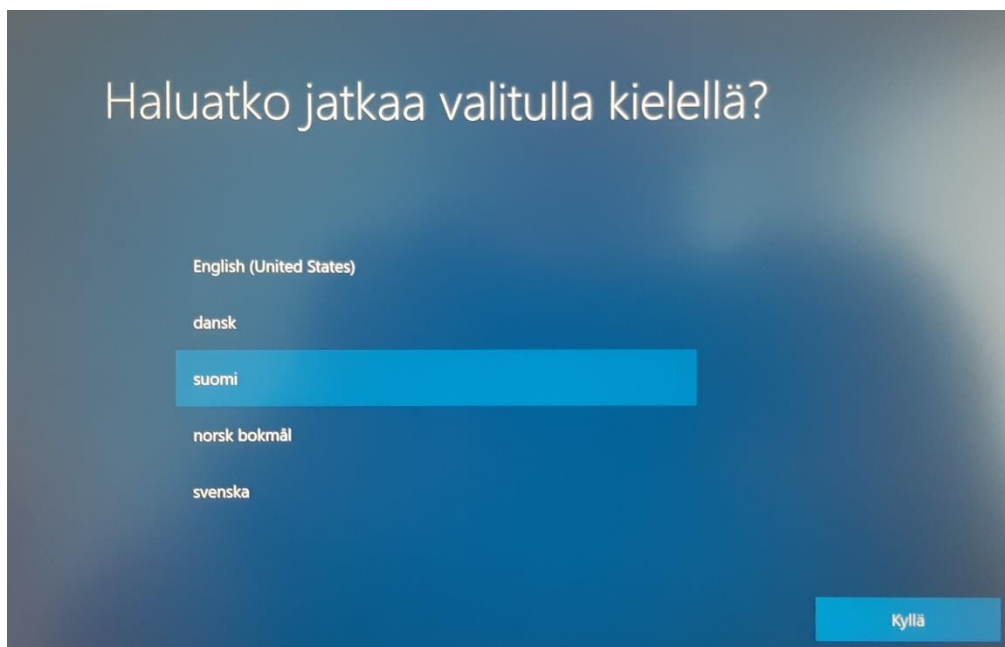 Haluatko jatkaa valitulla kielellä?
English (United States)
dansk
suomi
norsk bokmål
svenska
Kyllä